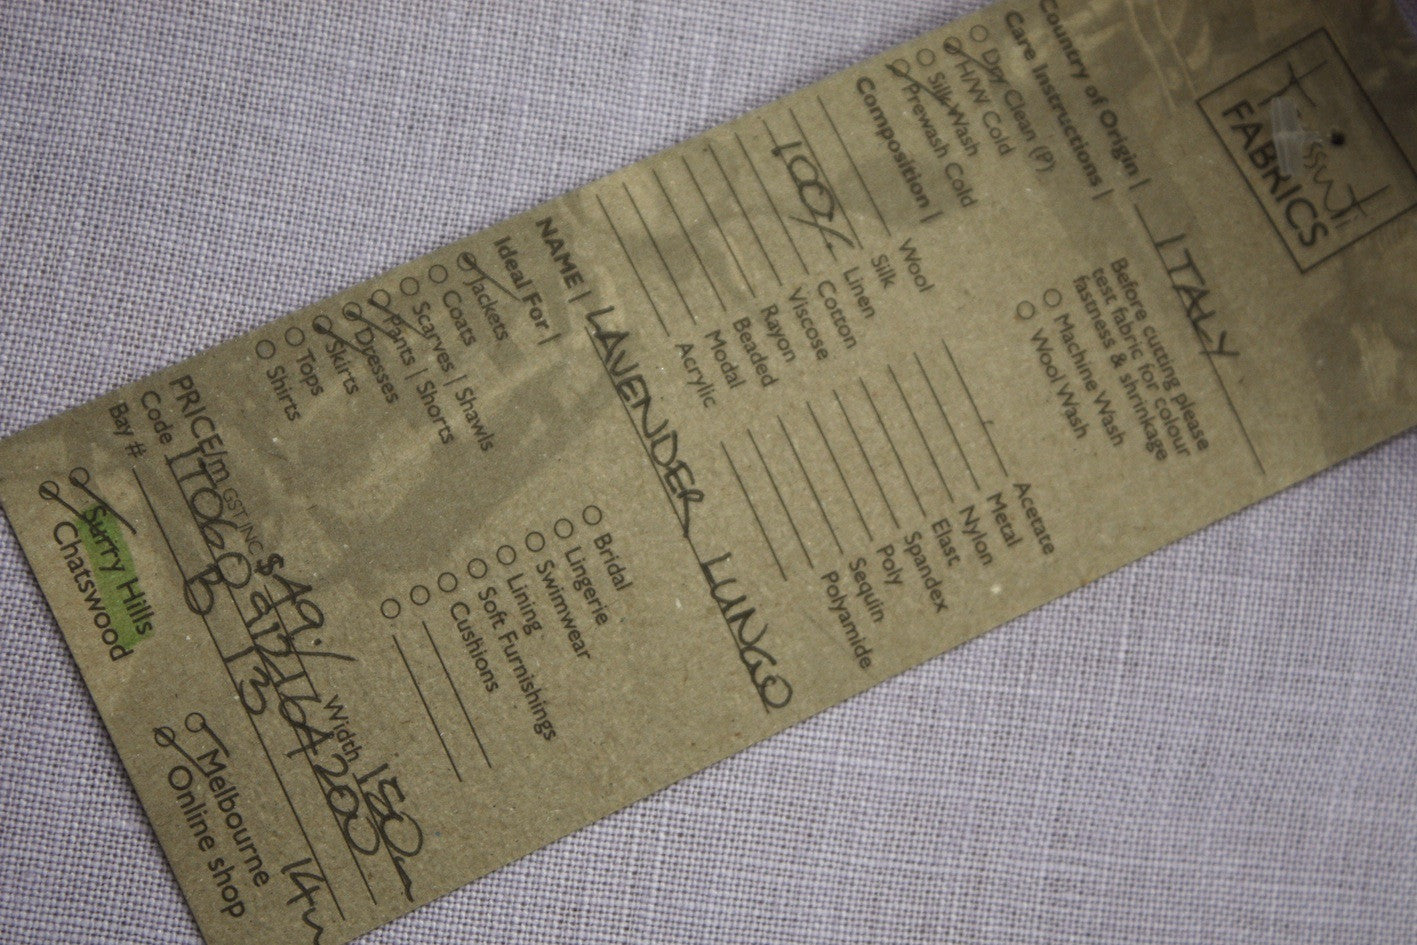 tessuti
FABRICS
Country of Origin | ITALY
Care Instructions |
Dry Clean (P)
H/W Cold
Silk Wash
Prewash Cold
Before cutting please
test fabric for colour
fastness & shrinkage
Machine Wash
Wool Wash
Composition |
Wool
Silk
100% Linen
Cotton
Viscose
Rayon
Beaded
Modal
Acrylic
Acetate
Metal
Nylon
Elast
Spandex
Poly
Sequin
Polyamide
NAME | LAVENDER LUNGO
Ideal For |
Jackets
Coats
Scarves | Shawls
Pants | Shorts
Dresses
Skirts
Tops
Shirts
Bridal
Lingerie
Swimwear
Lining
Soft Furnishings
Cushions
PRICE/m GST INC $49 Width 150
Code
Bay # B 13
Surry Hills
Chatswood
Melbourne
Online shop